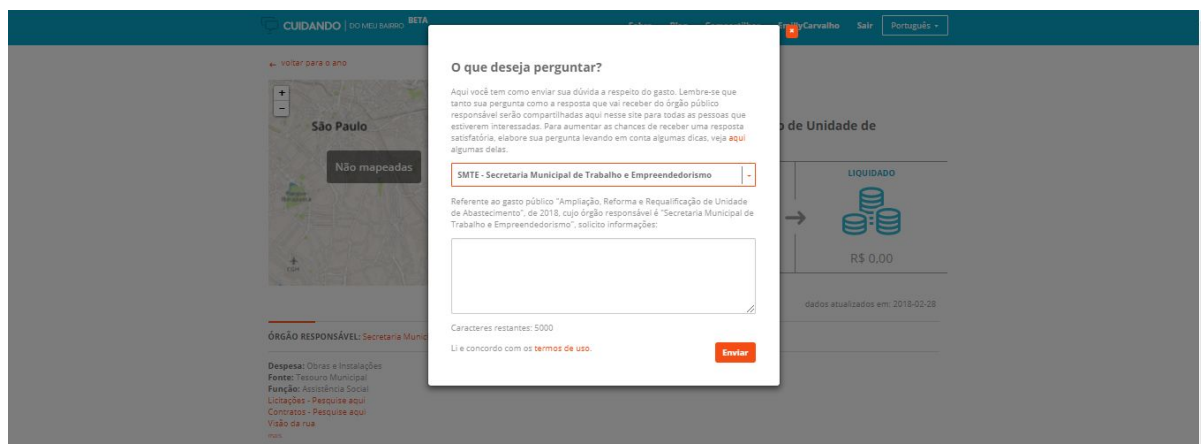 CUIDANDO | DO MEU BAIRRO BETA
EmillyCarvalho Sair Português
← voltar para o ano
+
-
São Paulo
Não mapeadas
O que deseja perguntar?
Aqui você tem como enviar sua dúvida a respeito do gasto. Lembre-se que
tanto sua pergunta como a resposta que vai receber do órgão público
responsável serão compartilhadas aqui nesse site para todas as pessoas que
estiverem interessadas. Para aumentar as chances de receber uma resposta
satisfatória, elabore sua pergunta levando em conta algumas dicas, veja aqui
algumas delas.
SMTE - Secretaria Municipal de Trabalho e Empreendedorismo
Referente ao gasto público "Ampliação, Reforma e Requalificação de Unidade
de Abastecimento", de 2018, cujo órgão responsável é "Secretaria Municipal de
Trabalho e Empreendedorismo", solicito informações:
Caracteres restantes: 5000
Li e concordo com os termos de uso.
Enviar
de Unidade de
LIQUIDADO
→
R$ 0,00
dados atualizados em: 2018-02-28
ÓRGÃO RESPONSÁVEL: Secretaria Munic
Despesa: Obras e Instalações
Fonte: Tesouro Municipal
Função: Assistência Social
Licitações - Pesquise aqui
Contratos - Pesquise aqui
Visão da rua